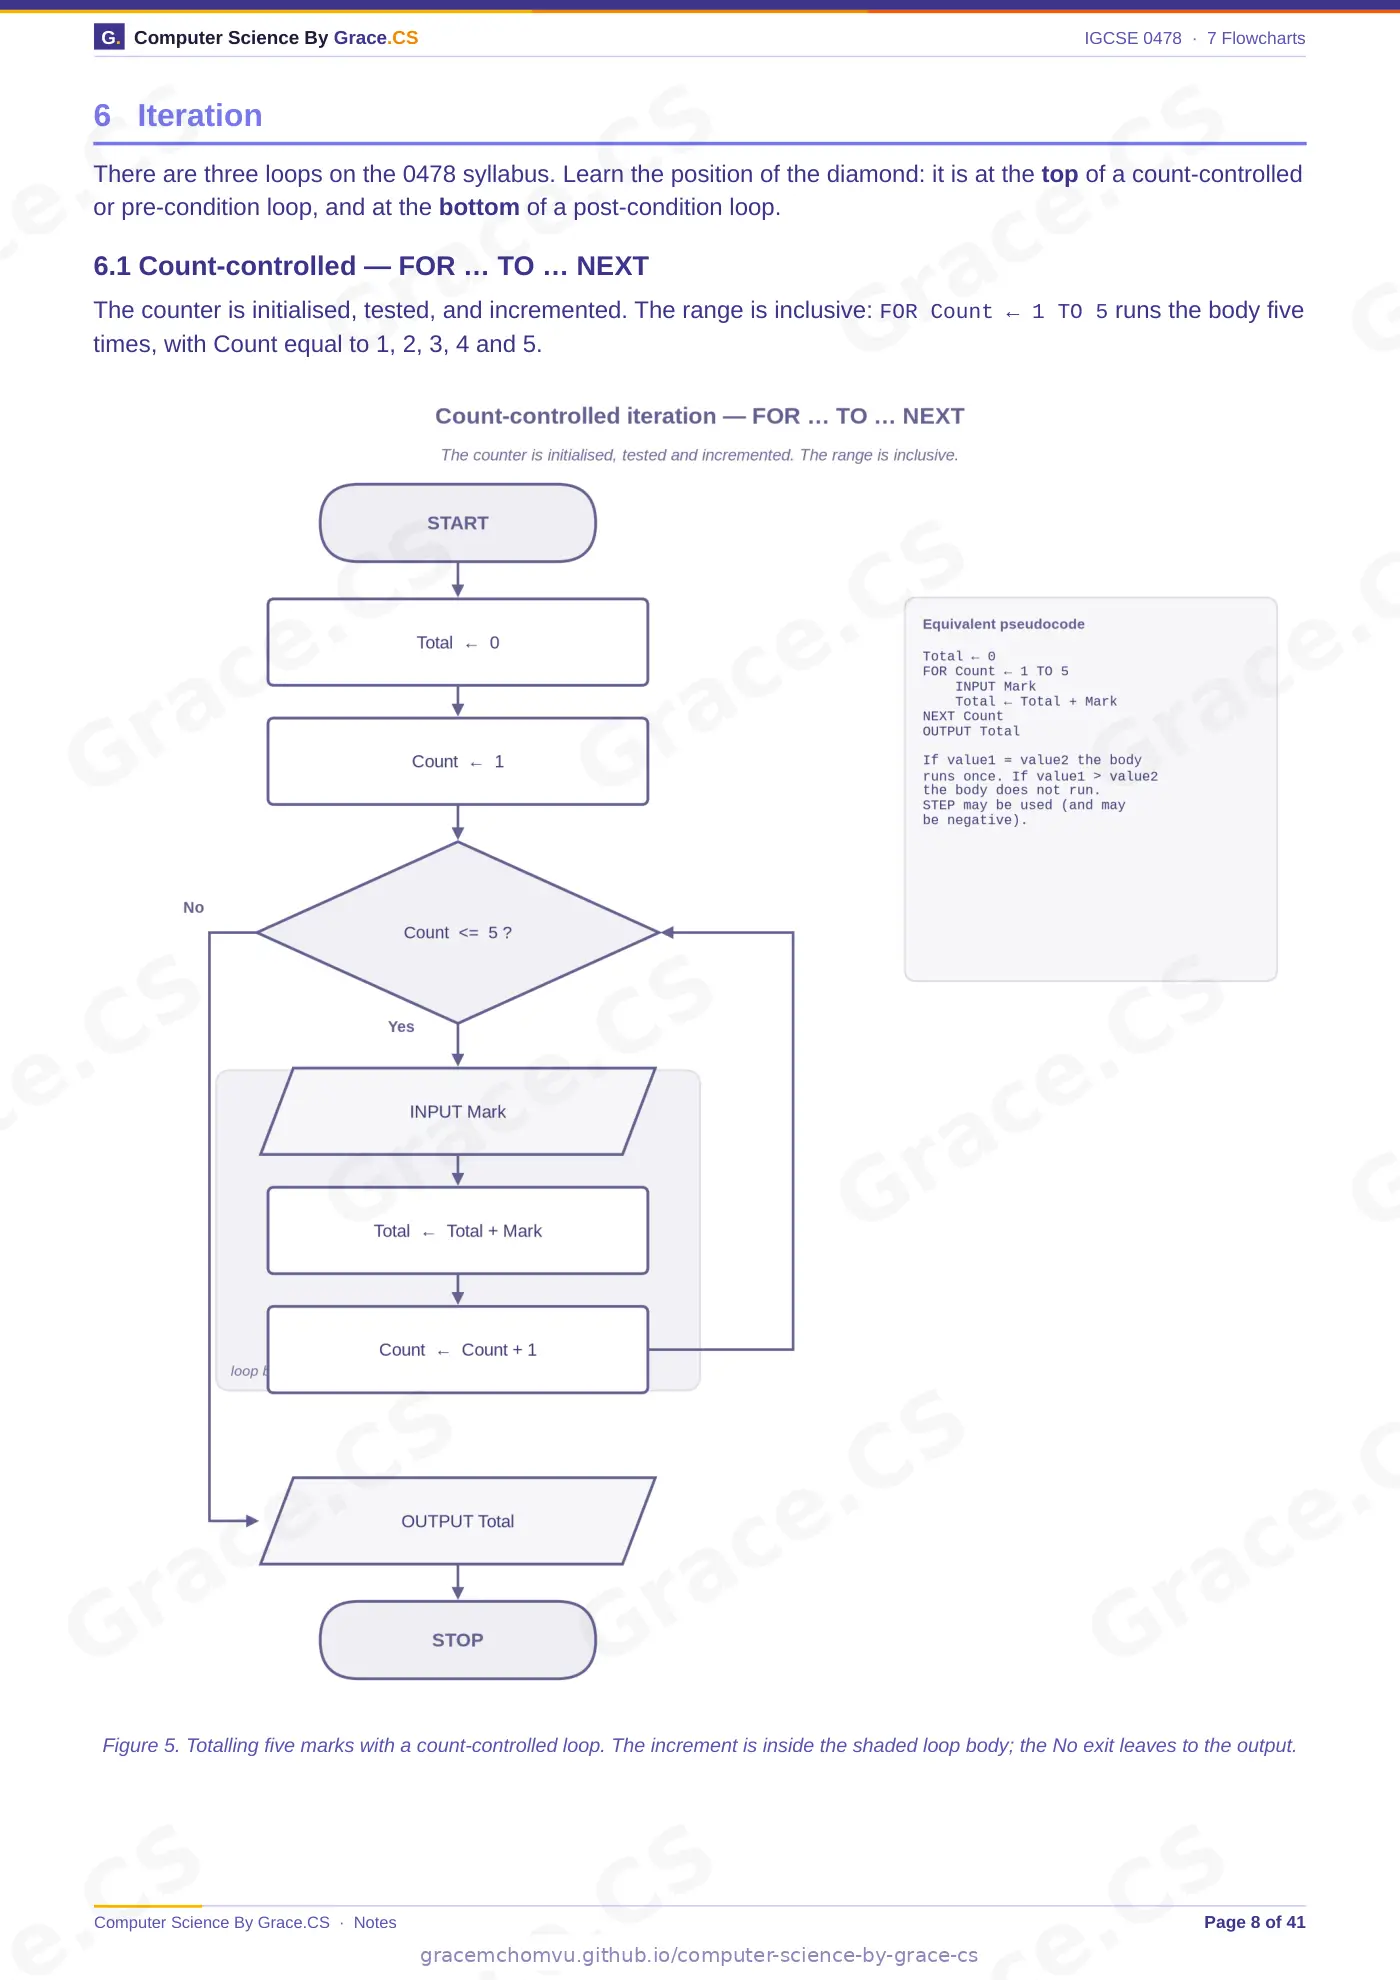 G. Computer Science By Grace.CS
IGCSE 0478 · 7 Flowcharts
6 Iteration
There are three loops on the 0478 syllabus. Learn the position of the diamond: it is at the top of a count-controlled
or pre-condition loop, and at the bottom of a post-condition loop.
6.1 Count-controlled — FOR … TO … NEXT
The counter is initialised, tested, and incremented. The range is inclusive: FOR Count ← 1 TO 5 runs the body five
times, with Count equal to 1, 2, 3, 4 and 5.
Count-controlled iteration — FOR … TO … NEXT
The counter is initialised, tested and incremented. The range is inclusive.
START
Total ← 0
Count ← 1
Count <= 5 ?
No
Yes
INPUT Mark
Total ← Total + Mark
Count ← Count + 1
loop
OUTPUT Total
STOP
Equivalent pseudocode
Total ← 0
FOR Count ← 1 TO 5
    INPUT Mark
    Total ← Total + Mark
NEXT Count
OUTPUT Total
If value1 = value2 the body
runs once. If value1 > value2
the body does not run.
STEP may be used (and may
be negative).
Figure 5. Totalling five marks with a count-controlled loop. The increment is inside the shaded loop body; the No exit leaves to the output.
Computer Science By Grace.CS · Notes
Page 8 of 41
gracemchomvu.github.io/computer-science-by-grace-cs
Grace.CS